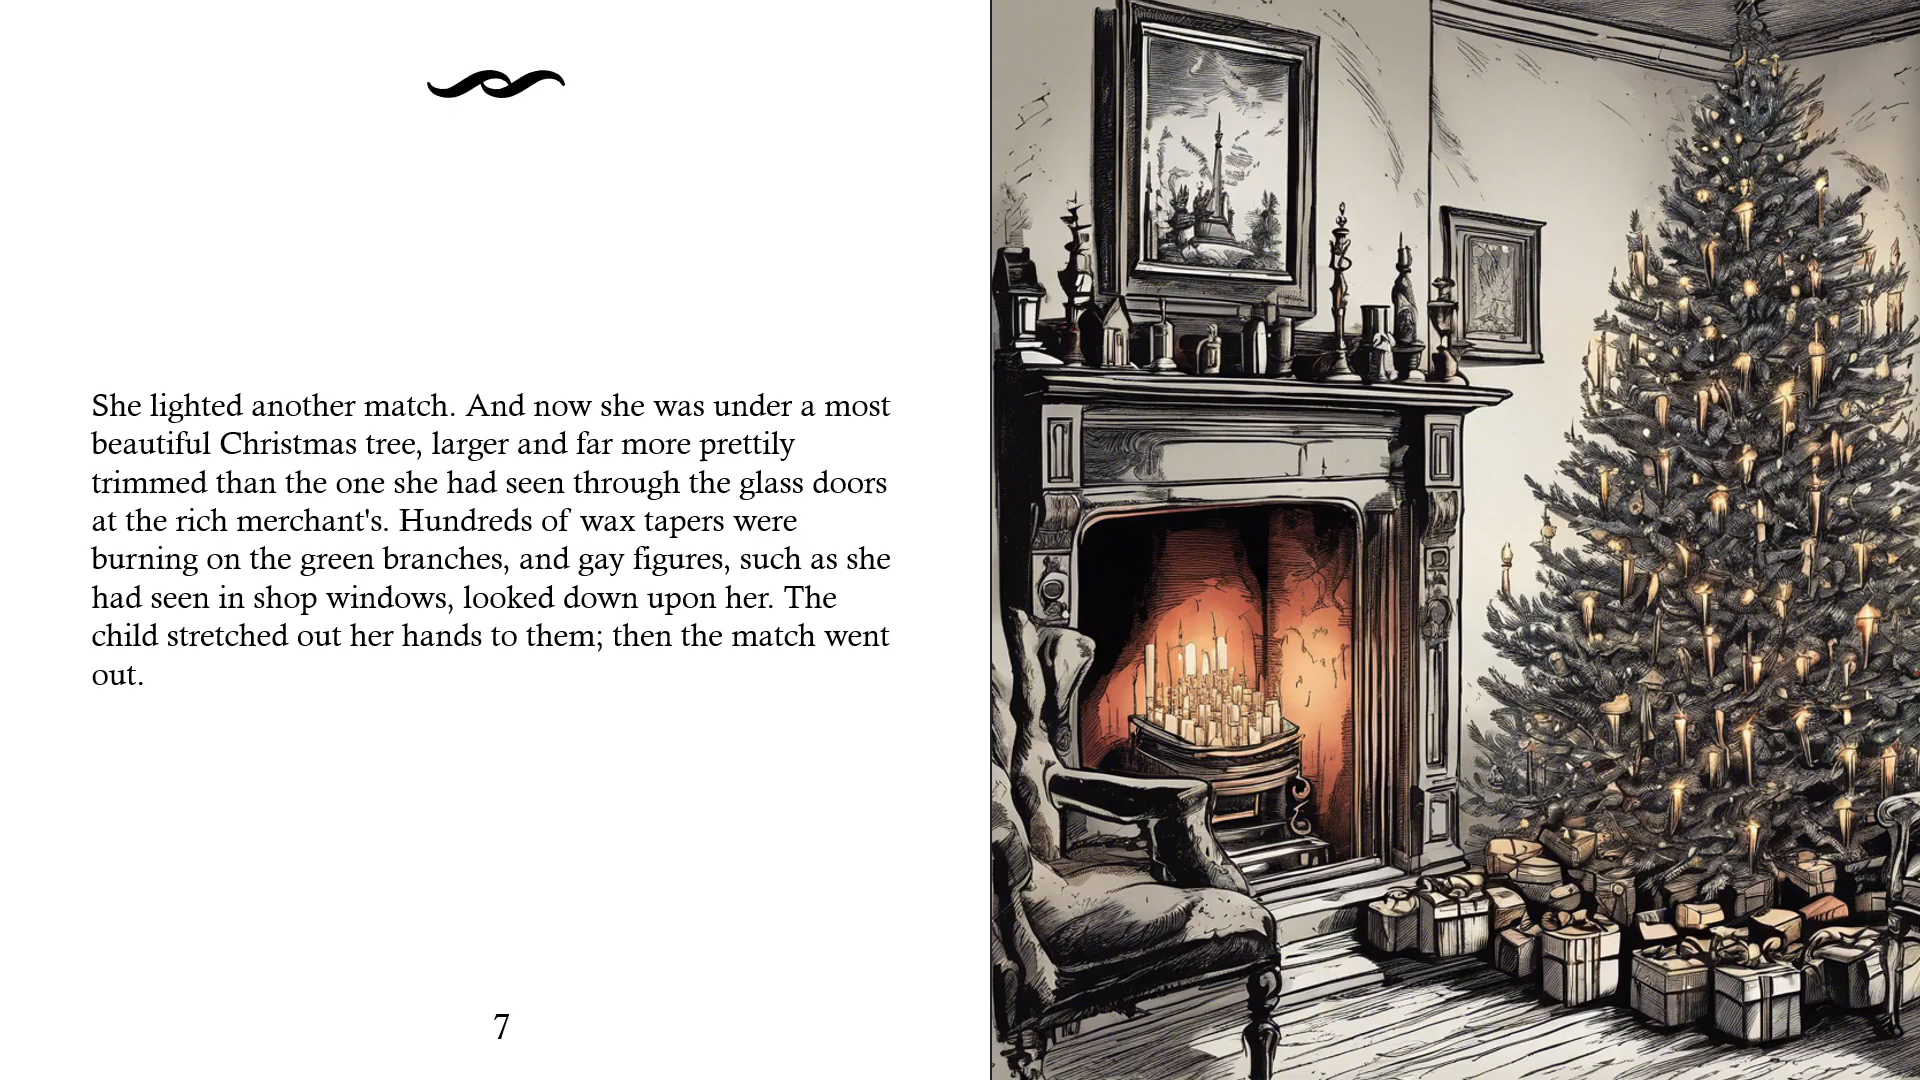 She lighted another match. And now she was under a most
beautiful Christmas tree, larger and far more prettily
trimmed than the one she had seen through the glass doors
at the rich merchant's. Hundreds of wax tapers were
burning on the green branches, and gay figures, such as she
had seen in shop windows, looked down upon her. The
child stretched out her hands to them; then the match went
out.
7